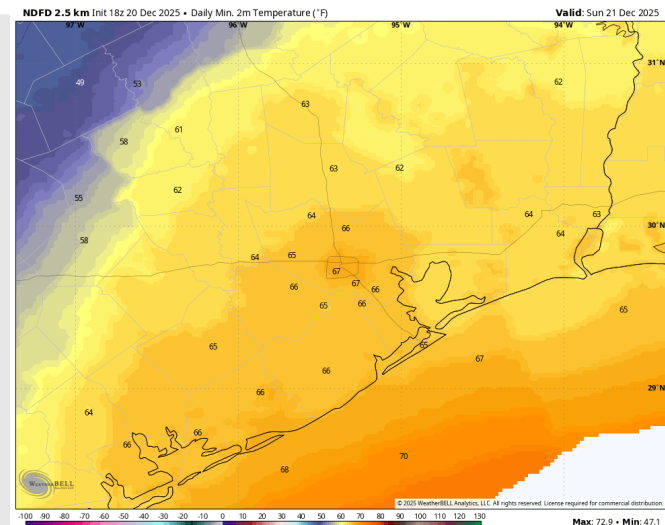 NDFD 2.5 km Init 18z 20 Dec 2025 • Daily Min. 2m Temperature (°F)
Valid: Sun 21 Dec 2025
97°W 96°W 95°W 94°W
31°N
49 53 62
63
61
58
63 62
62
55
64 64 63
30°N
66 64
58
64 65
67
66 67 66
65 66
65
65 65
67
66
29°N
66
64
66
66
70
68
WEATHERBELL
© 2025 WeatherBELL Analytics, LLC. All rights reserved. License required for commercial distribution.
-100 -90 -80 -70 -60 -50 -40 -30 -20 -10 0 10 20 30 40 50 60 70 80 90 100 110 120 130
Max: 72.9 • Min: 47.1